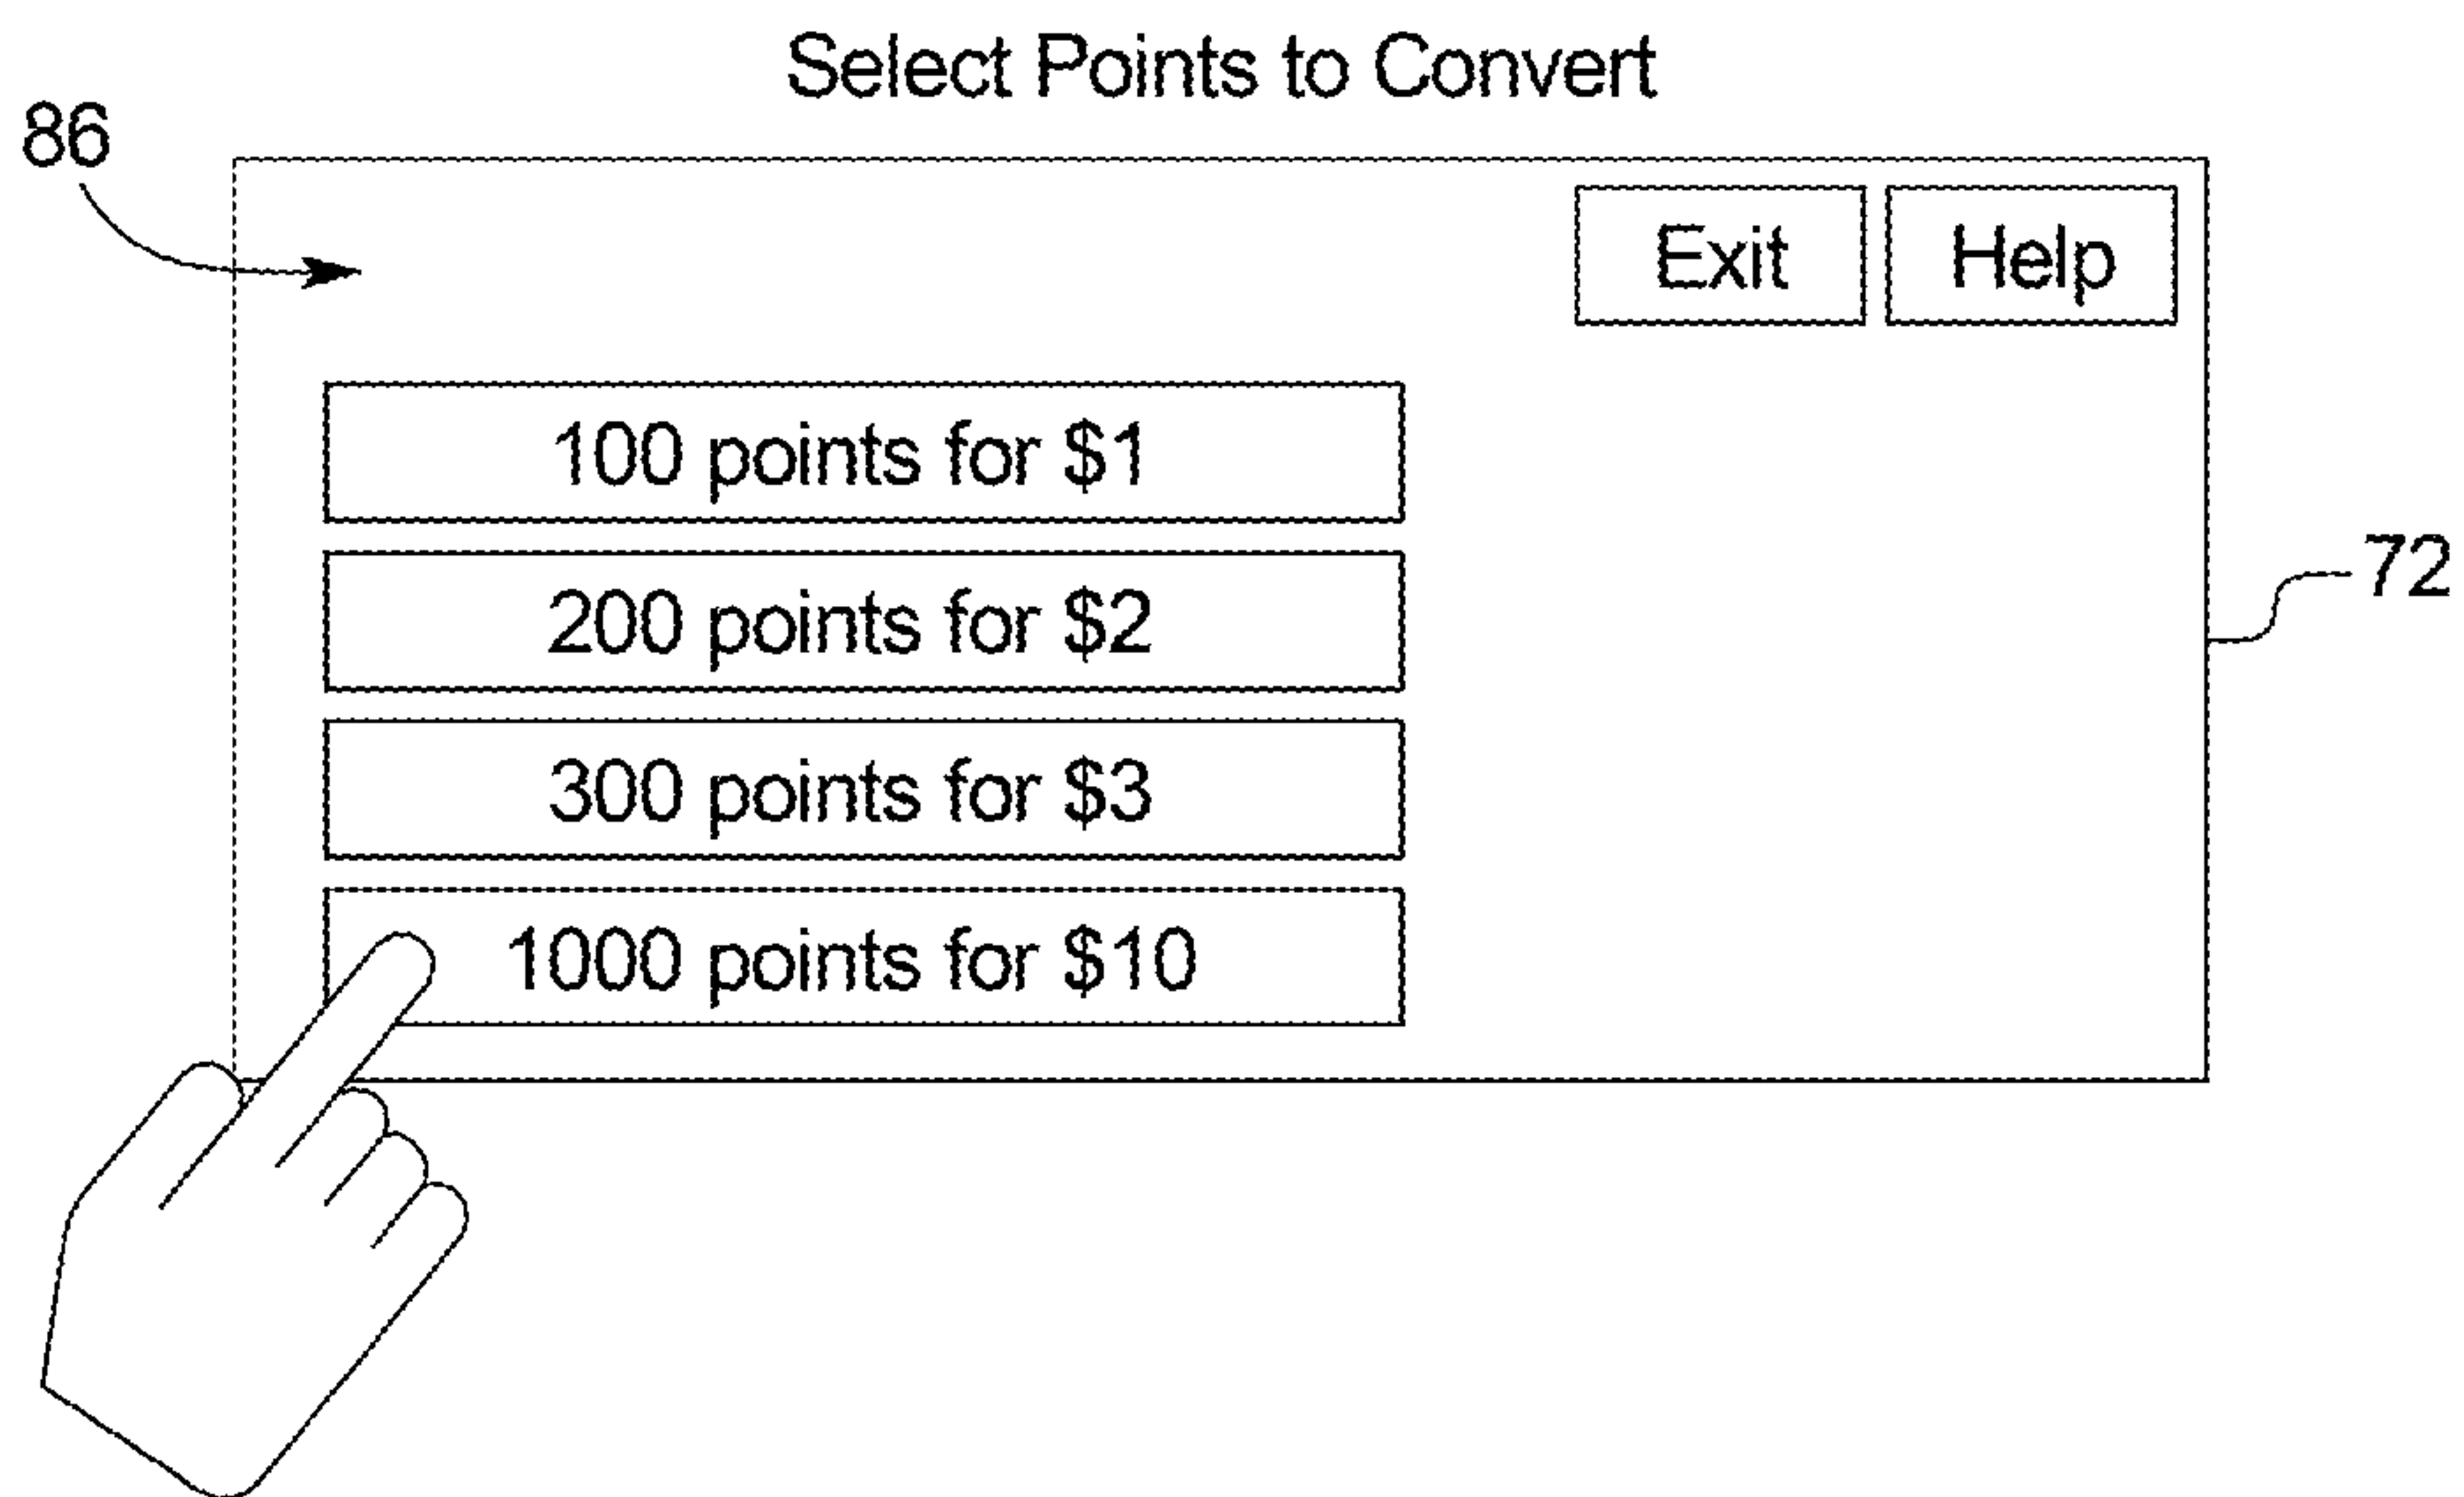 Select Points to Convert
86
Exit Help
100 points for $1
200 points for $2
72
300 points for $3
1000 points for $10